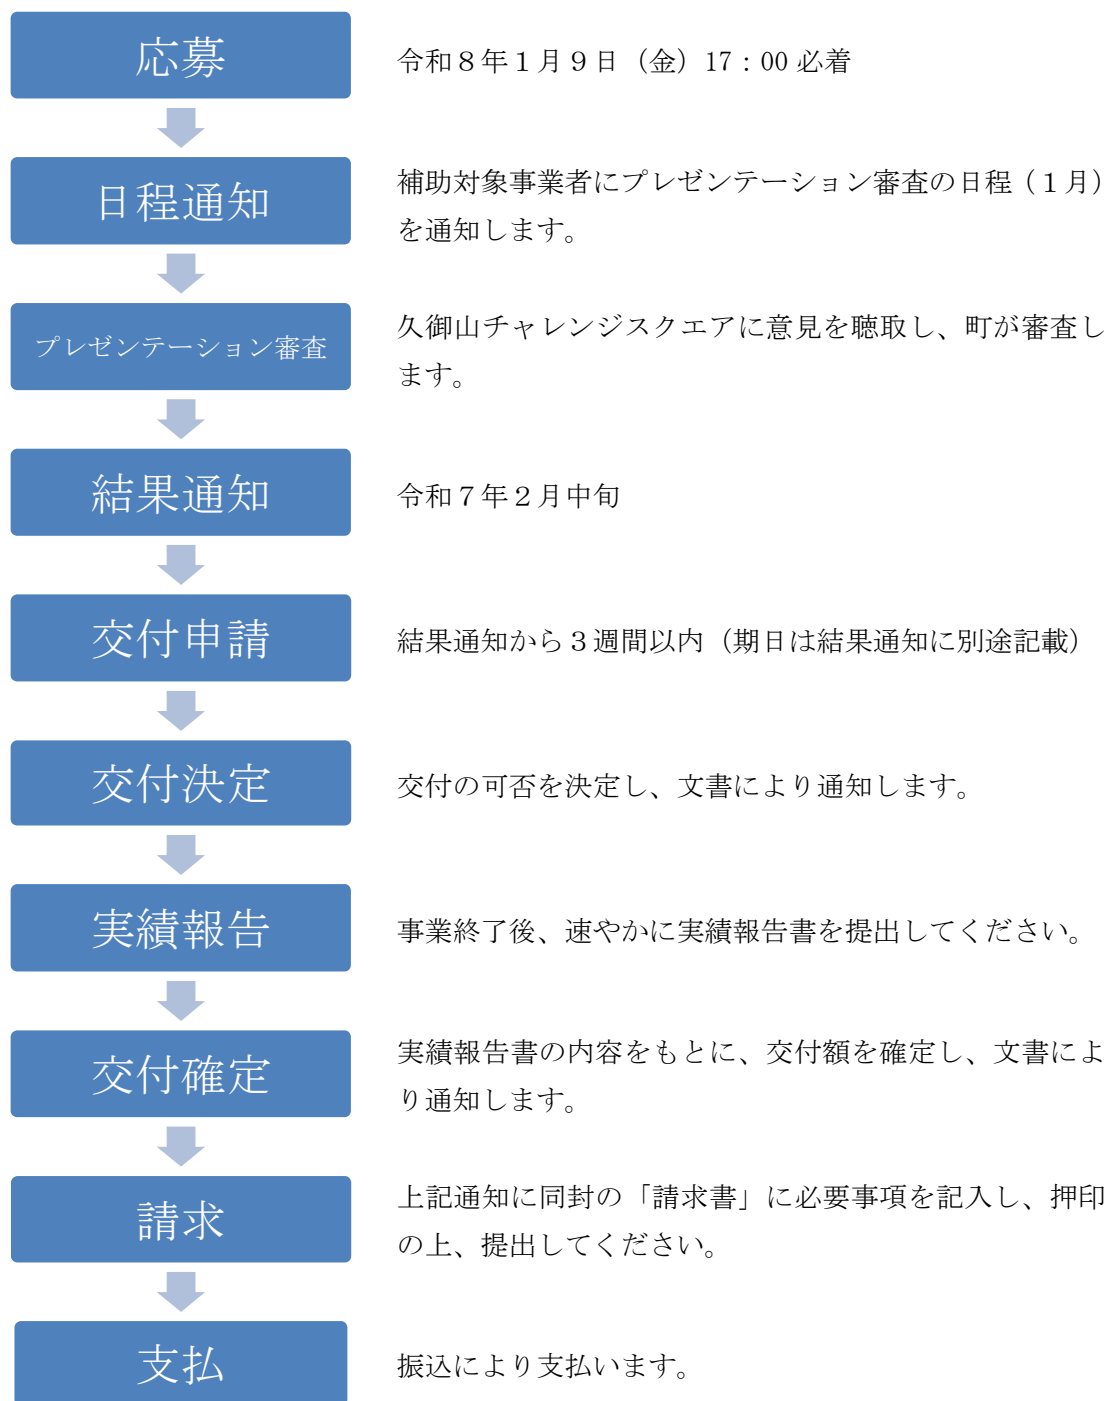 応募
令和８年１月９日（金）17：00 必着
日程通知
補助対象事業者にプレゼンテーション審査の日程（１月）
を通知します。
プレゼンテーション審査
久御山チャレンジスクエアに意見を聴取し、町が審査し
ます。
結果通知
令和７年２月中旬
交付申請
結果通知から３週間以内（期日は結果通知に別途記載）
交付決定
交付の可否を決定し、文書により通知します。
実績報告
事業終了後、速やかに実績報告書を提出してください。
交付確定
実績報告書の内容をもとに、交付額を確定し、文書によ
り通知します。
請求
上記通知に同封の「請求書」に必要事項を記入し、押印
の上、提出してください。
支払
振込により支払います。